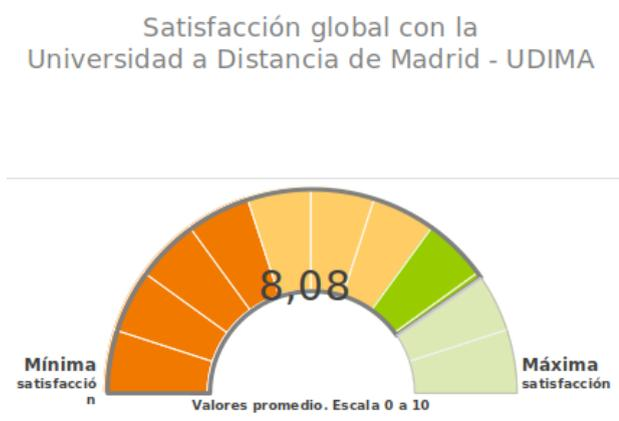 Satisfacción global con la
Universidad a Distancia de Madrid - UDIMA
8,08
Mínima
satisfacció
n
Máxima
satisfacción
Valores promedio. Escala 0 a 10